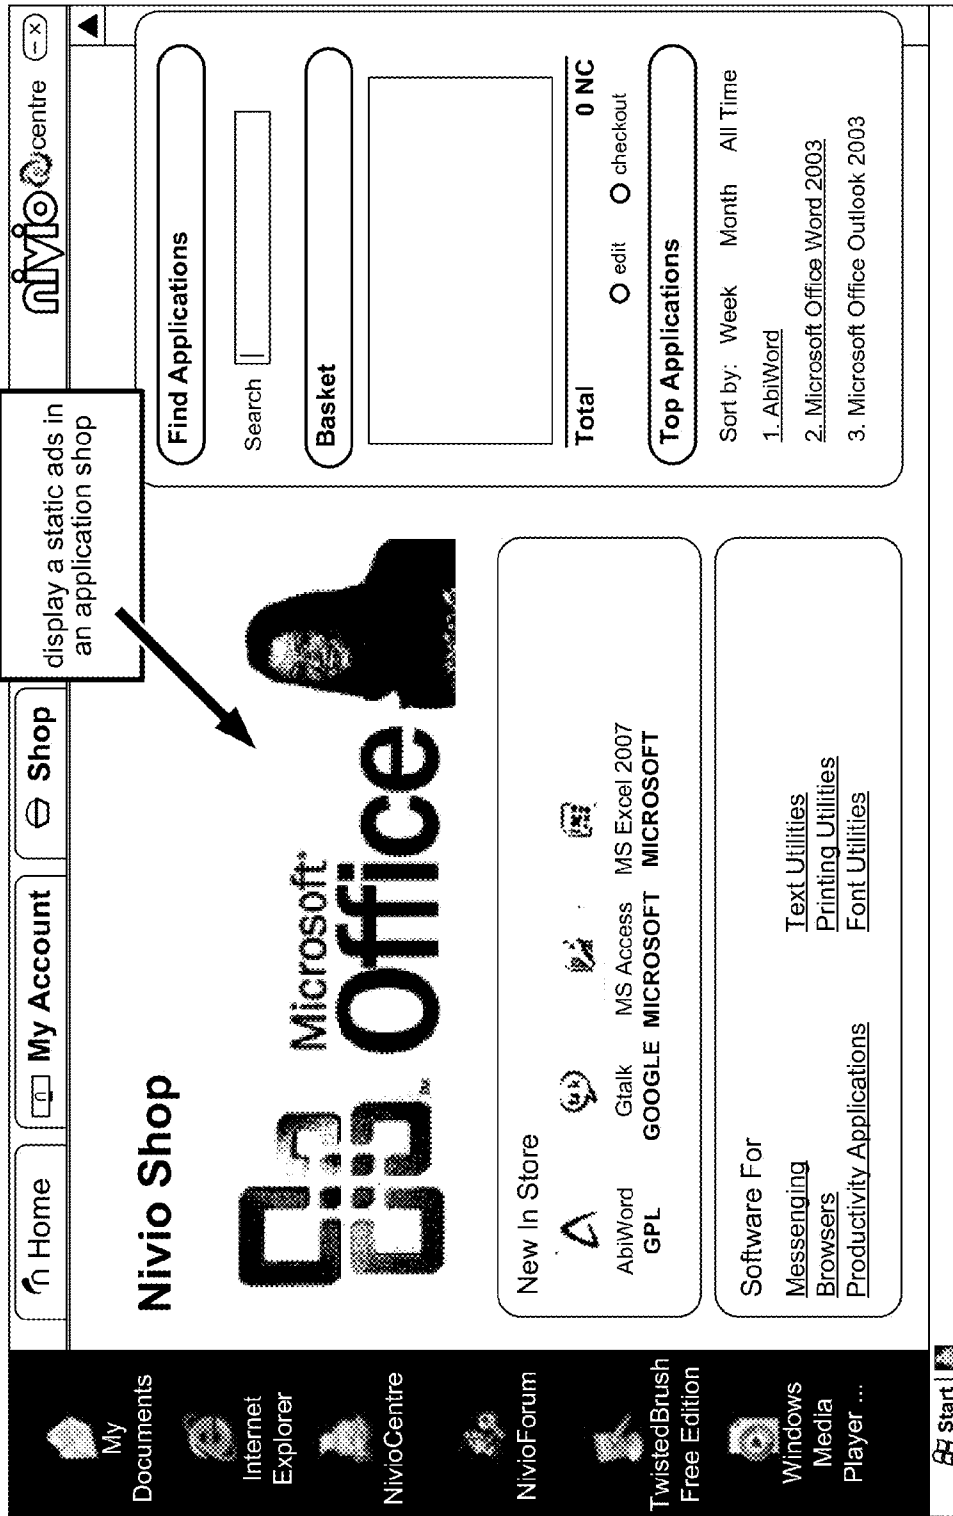 My
Documents
Internet
Explorer
NivioCentre
NivioForum
TwistedBrush
Free Edition
Windows
Media
Player ...
Start
Home
My Account
Shop
nivio centre
display a static ads in
an application shop
Nivio Shop
Microsoft
Office
New In Store
AbiWord
GPL
Gtalk
GOOGLE
MS Access
MICROSOFT
MS Excel 2007
MICROSOFT
Software For
Messenging
Browsers
Productivity Applications
Text Utilities
Printing Utilities
Font Utilities
Find Applications
Search
Basket
Total 0 NC
edit checkout
Top Applications
Sort by: Week Month All Time
1. AbiWord
2. Microsoft Office Word 2003
3. Microsoft Office Outlook 2003